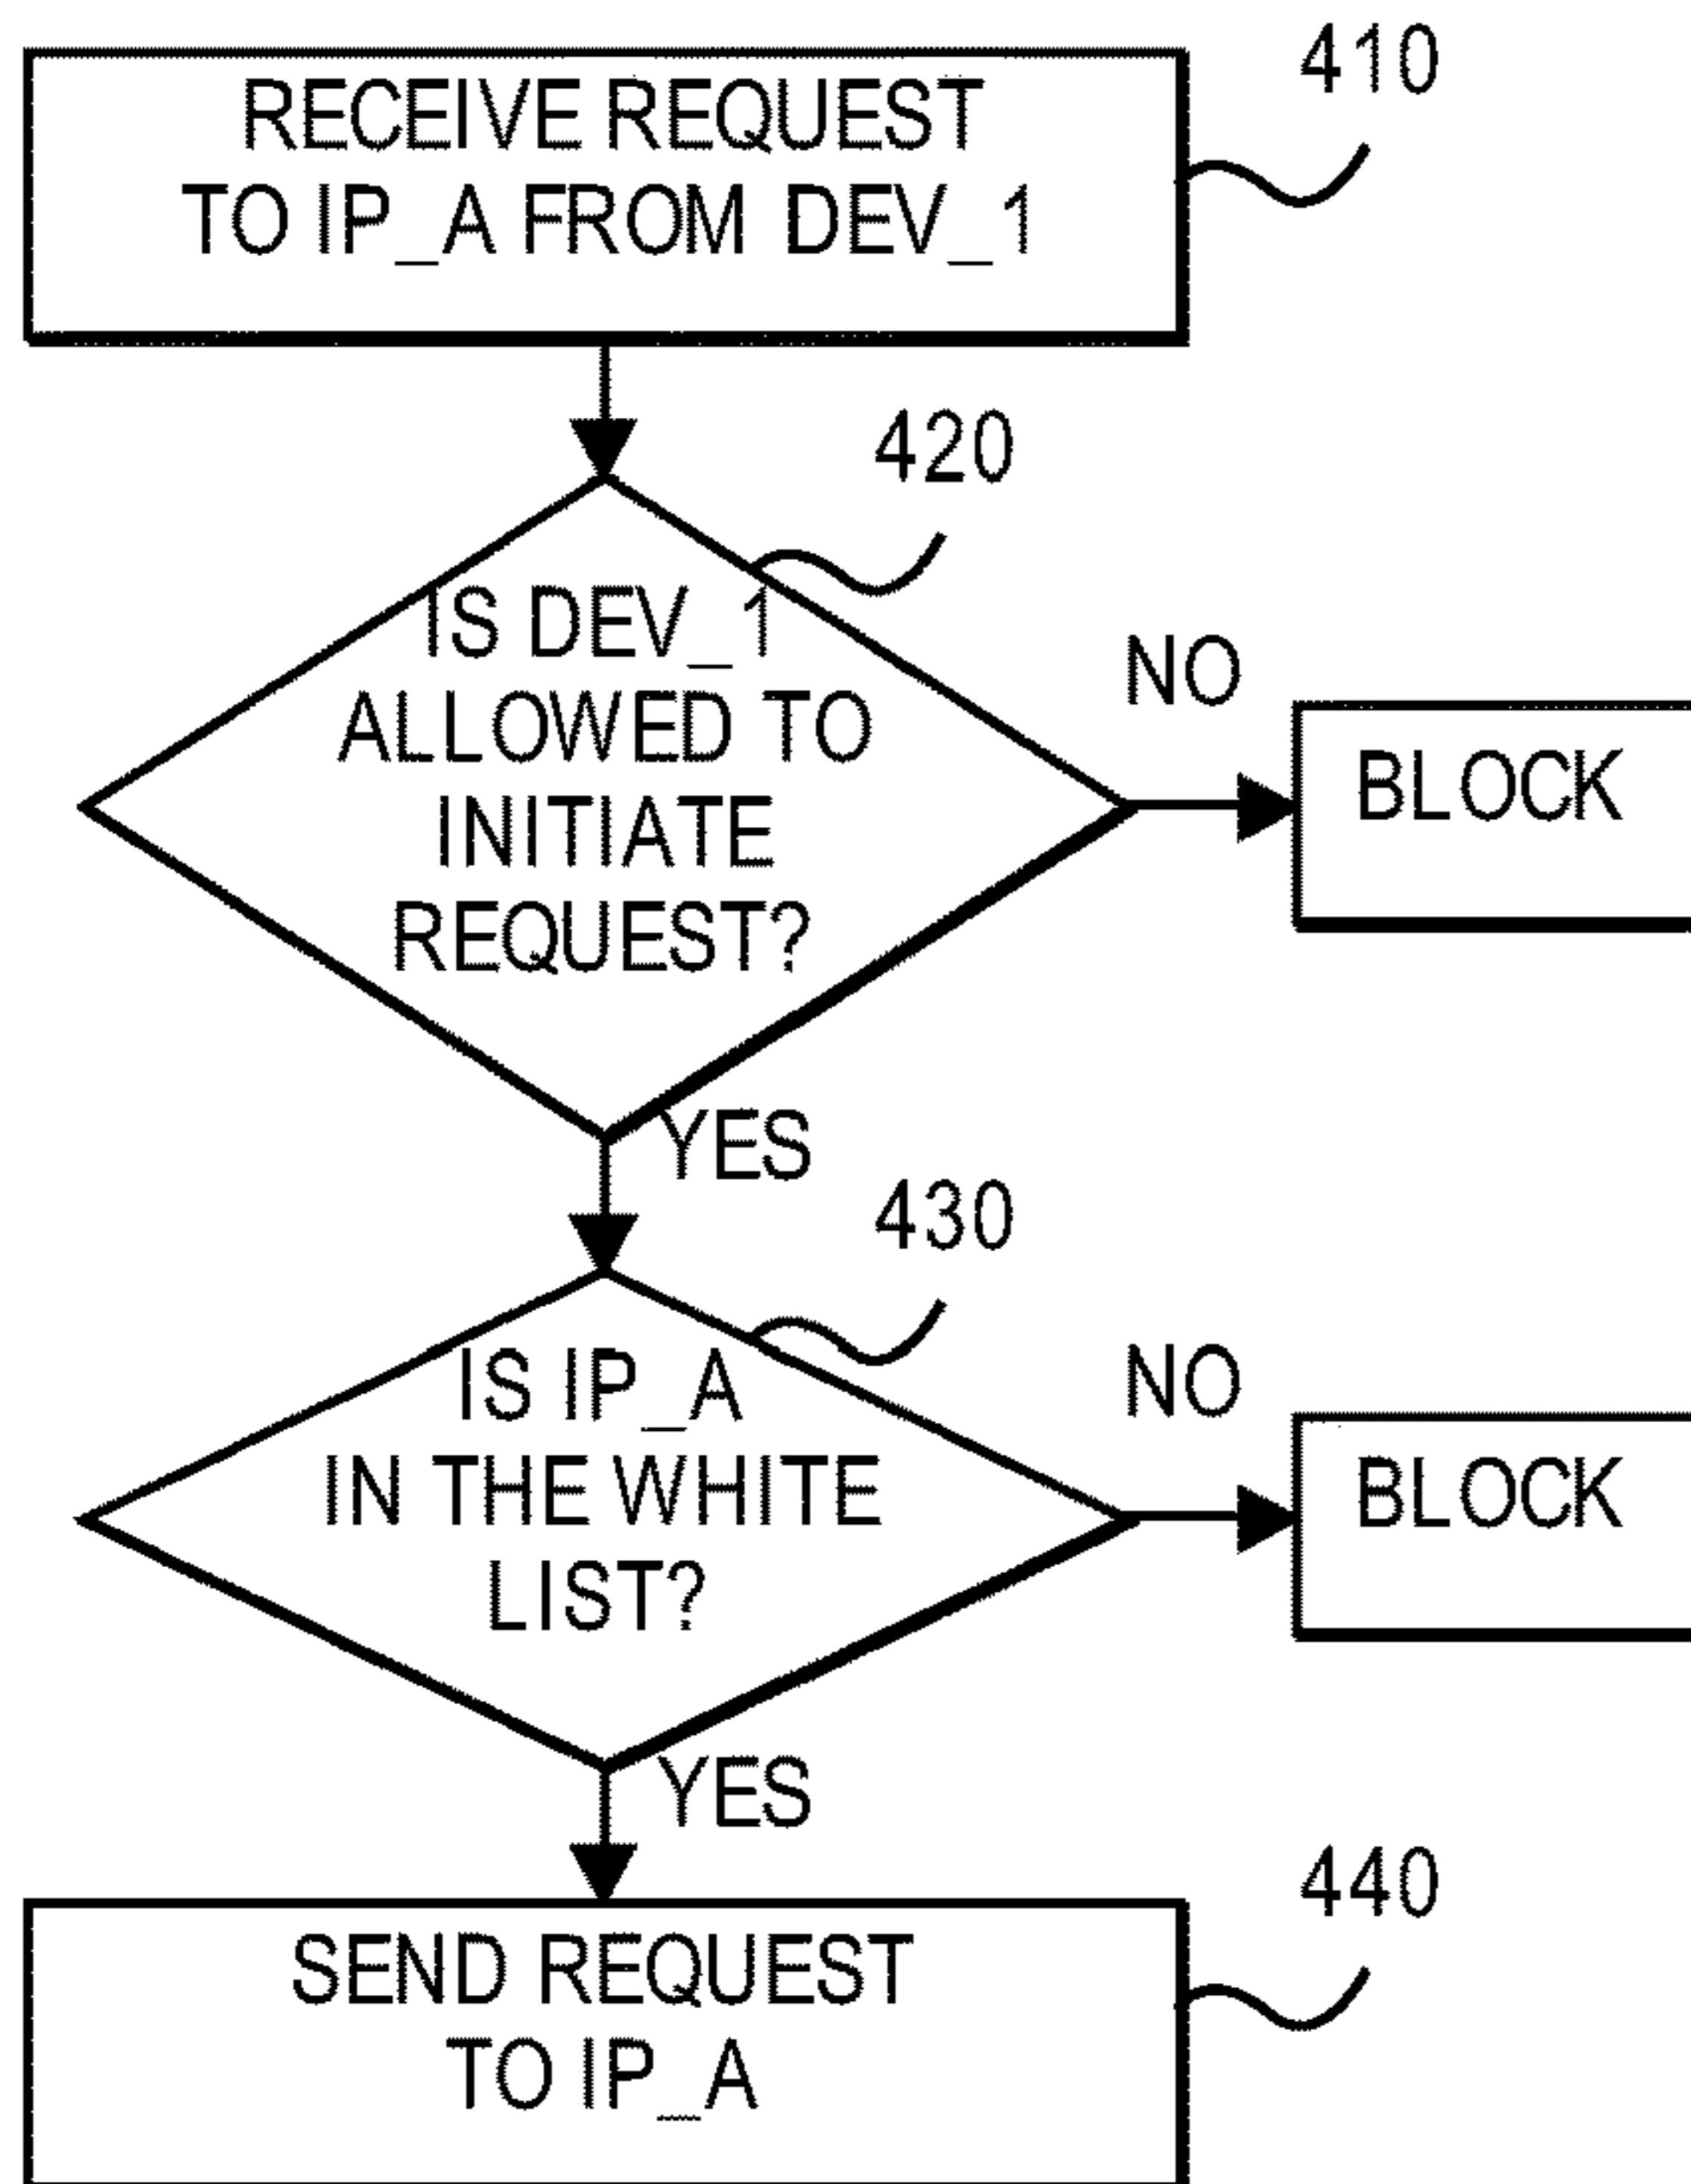 410
RECEIVE REQUEST
TO IP_A FROM DEV_1
420
IS DEV_1
ALLOWED TO
INITIATE
REQUEST?
NO
BLOCK
YES
430
IS IP_A
IN THE WHITE
LIST?
NO
BLOCK
YES
440
SEND REQUEST
TO IP_A